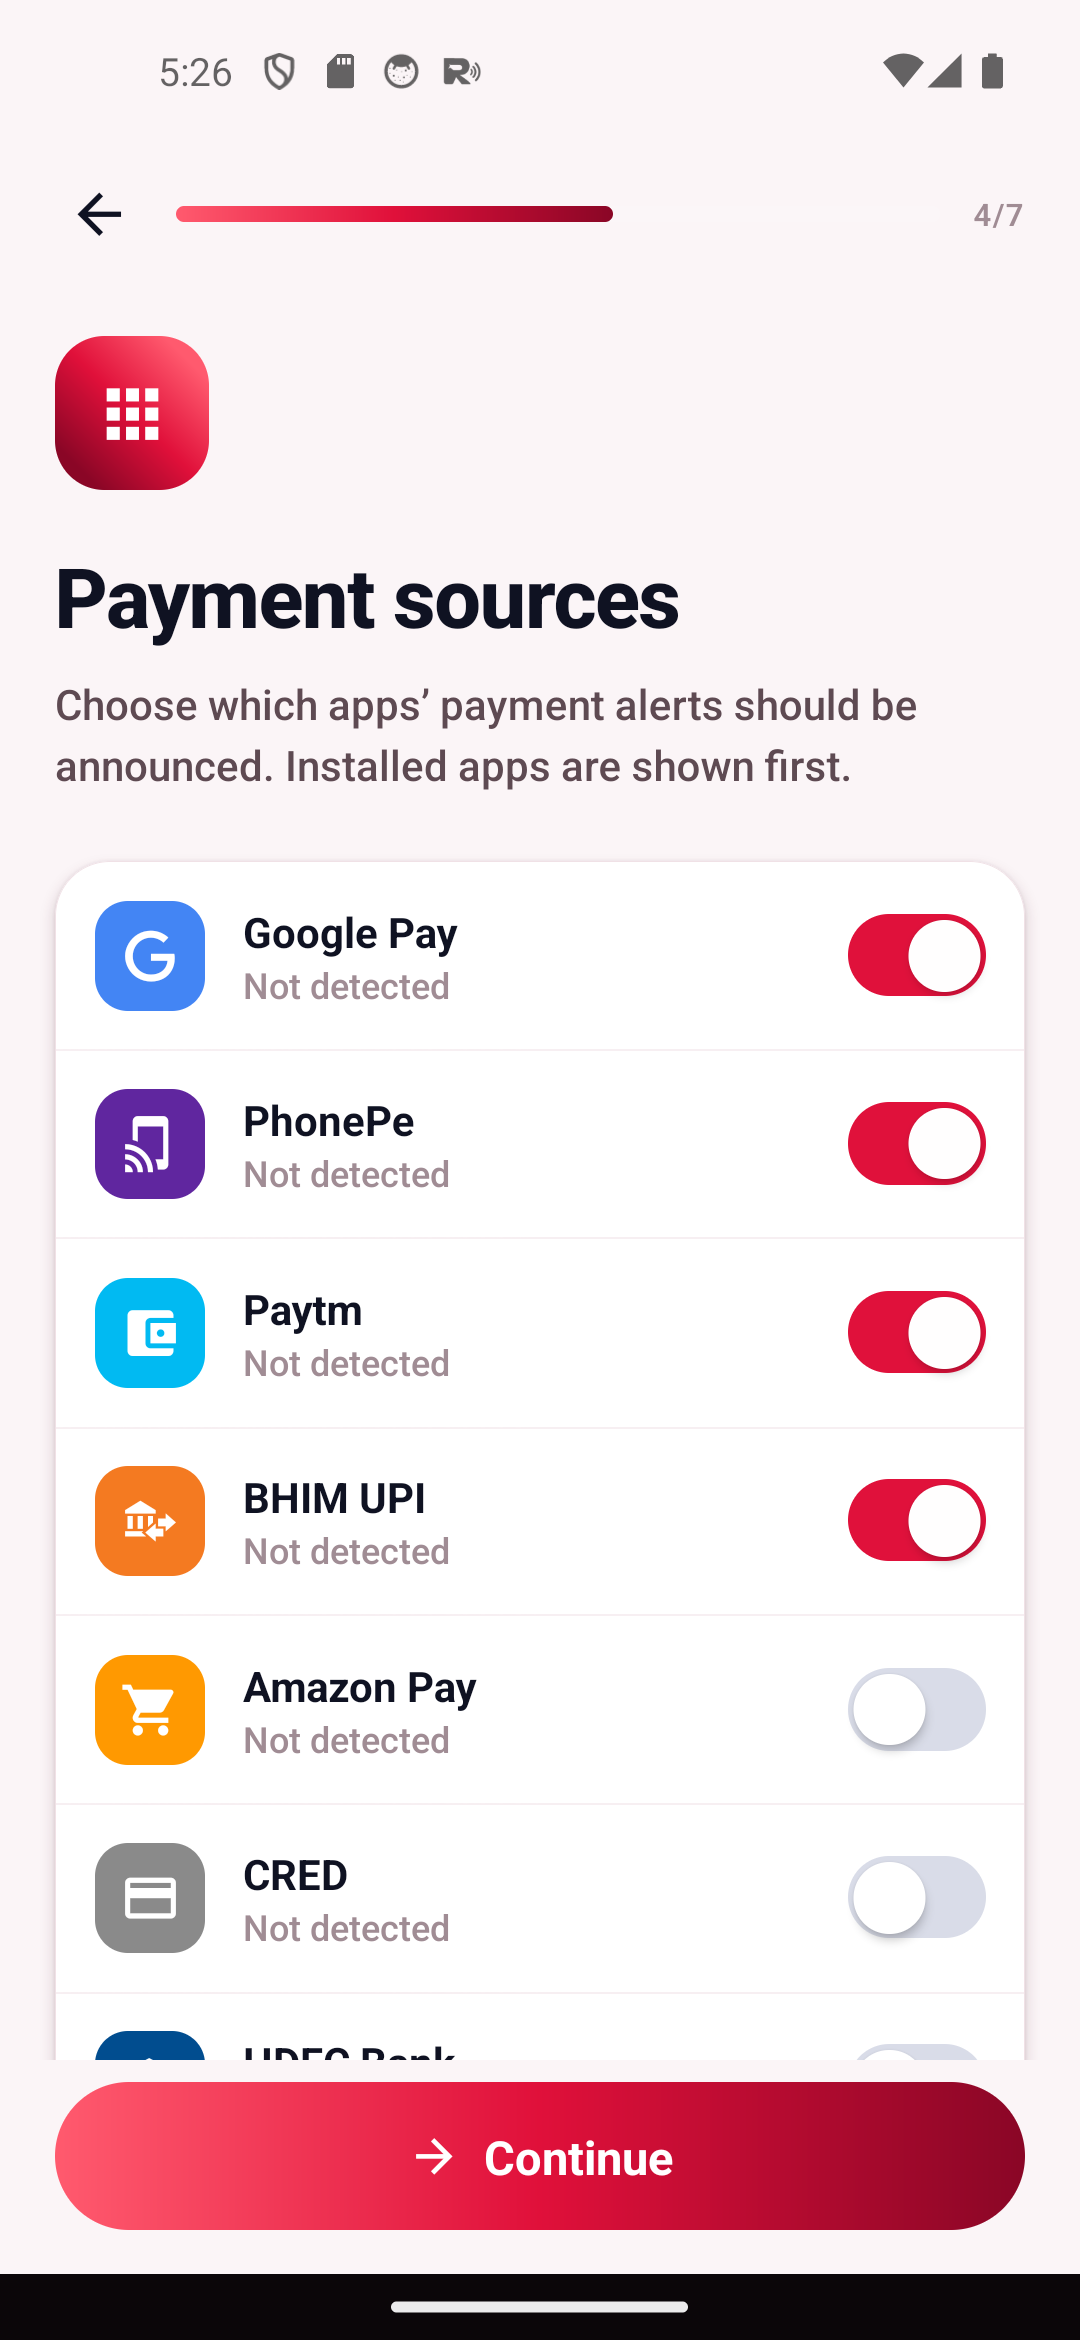 5:26
4/7
Payment sources
Choose which apps’ payment alerts should be
announced. Installed apps are shown first.
Google Pay
Not detected
PhonePe
Not detected
Paytm
Not detected
BHIM UPI
Not detected
Amazon Pay
Not detected
CRED
Not detected
HDFC Bank
Continue